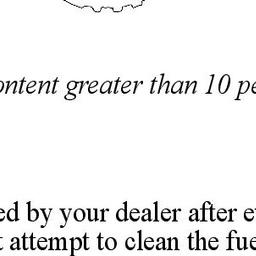 ontent greater than 10 pe
ed by your dealer after e
t attempt to clean the fue